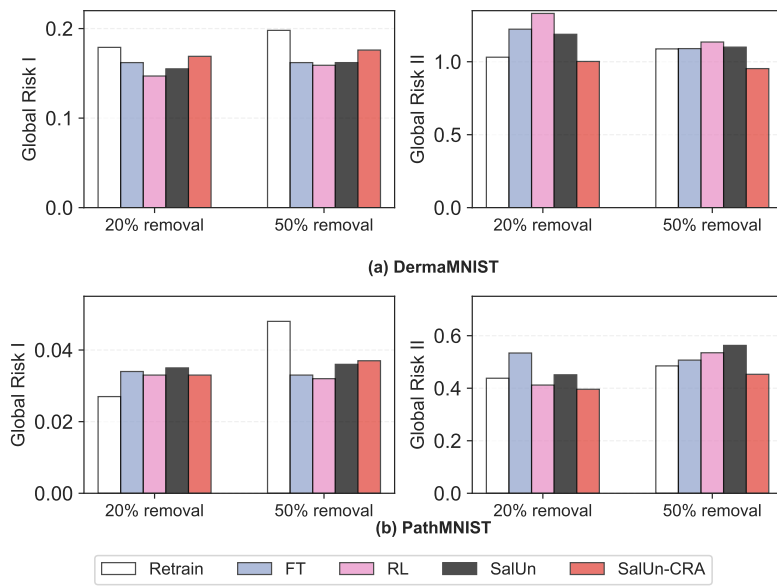 Global Risk I
0.2
0.1
0.0
20% removal
50% removal
Global Risk II
1.0
0.5
0.0
20% removal
50% removal
(a) DermaMNIST
Global Risk I
0.04
0.02
0.00
20% removal
50% removal
Global Risk II
0.6
0.4
0.2
0.0
20% removal
50% removal
(b) PathMNIST
Retrain FT RL SalUn SalUn-CRA